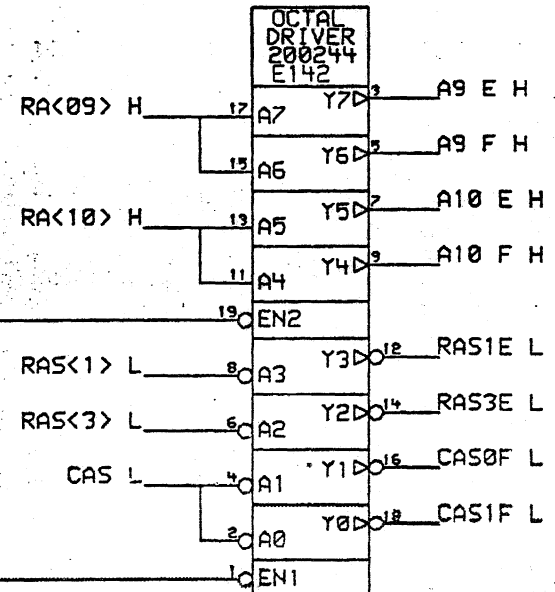 OCTAL
DRIVER
200244
E142
RA<09> H 17 A7 Y7 3 A9 E H
15 A6 Y6 5 A9 F H
RA<10> H 13 A5 Y5 7 A10 E H
11 A4 Y4 9 A10 F H
19 EN2
RAS<1> L 8 A3 Y3 12 RAS1E L
RAS<3> L 6 A2 Y2 14 RAS3E L
CAS L 4 A1 Y1 16 CAS0F L
2 A0 Y0 18 CAS1F L
1 EN1